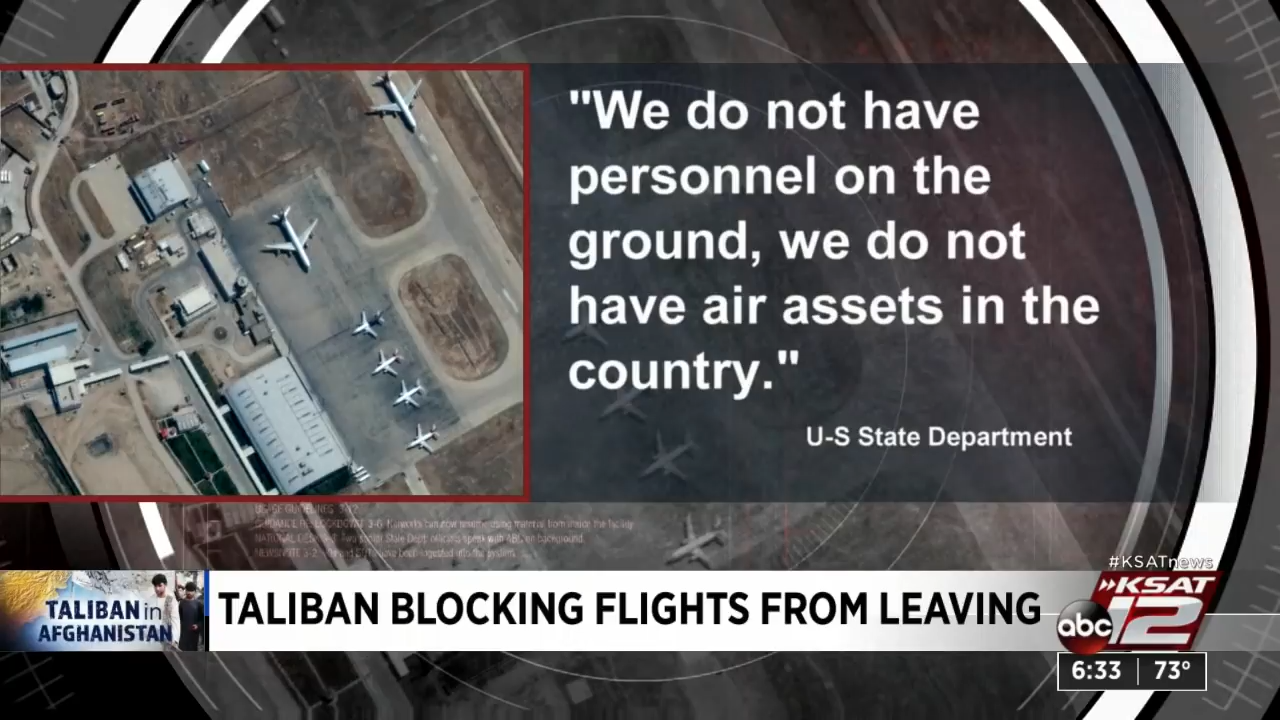 "We do not have
personnel on the
ground, we do not
have air assets in the
country."
U-S State Department
#KSATnews
TALIBAN in
AFGHANISTAN
TALIBAN BLOCKING FLIGHTS FROM LEAVING
KSAT
abc 12
6:33 73°